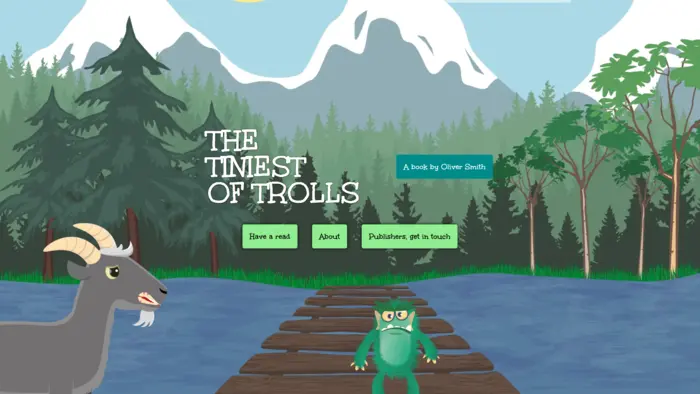 THE
TINIEST
OF TROLLS
A book by Oliver Smith
Have a read
About
Publishers, get in touch